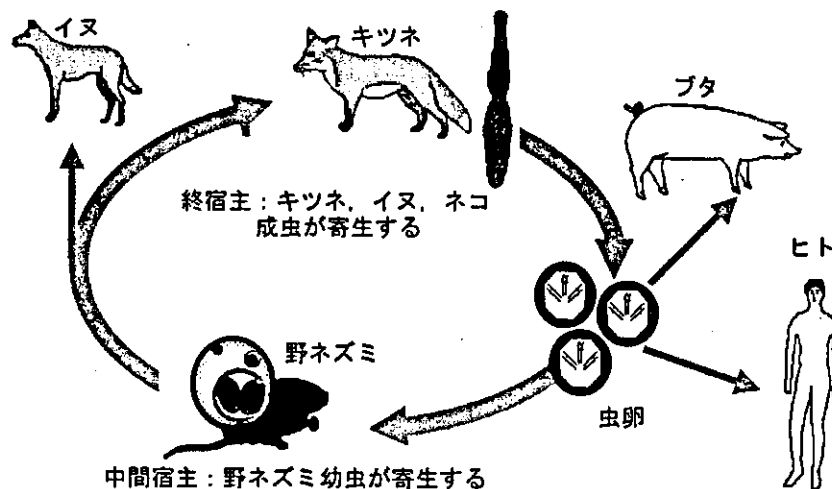 イヌ
キツネ
ブタ
終宿主：キツネ，イヌ，ネコ
成虫が寄生する
ヒト
野ネズミ
虫卵
中間宿主：野ネズミ幼虫が寄生する